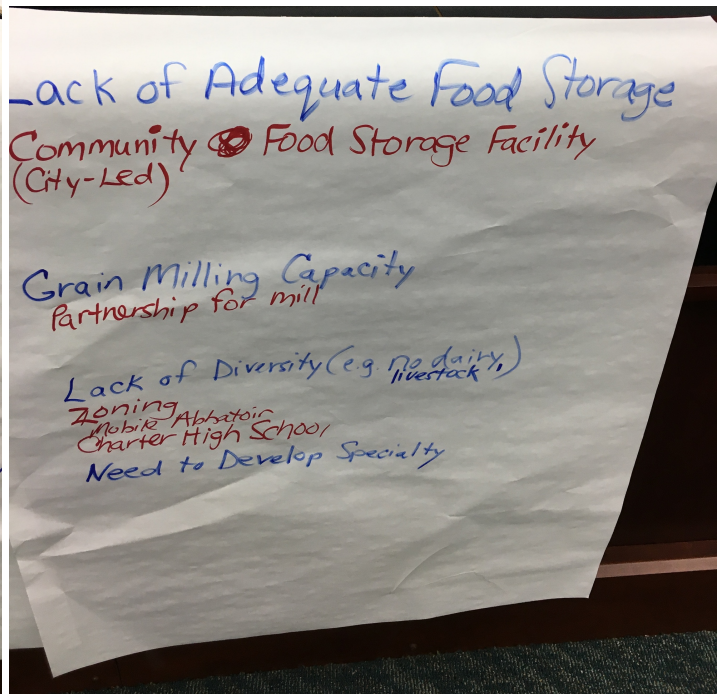 Lack of Adequate Food Storage
Community Food Storage Facility
(City-Led)
Grain Milling Capacity
Partnership for mill
Lack of Diversity (e.g. no dairy,
livestock)
Zoning
Mobile Abbatoir
Charter High School
Need to Develop Specialty